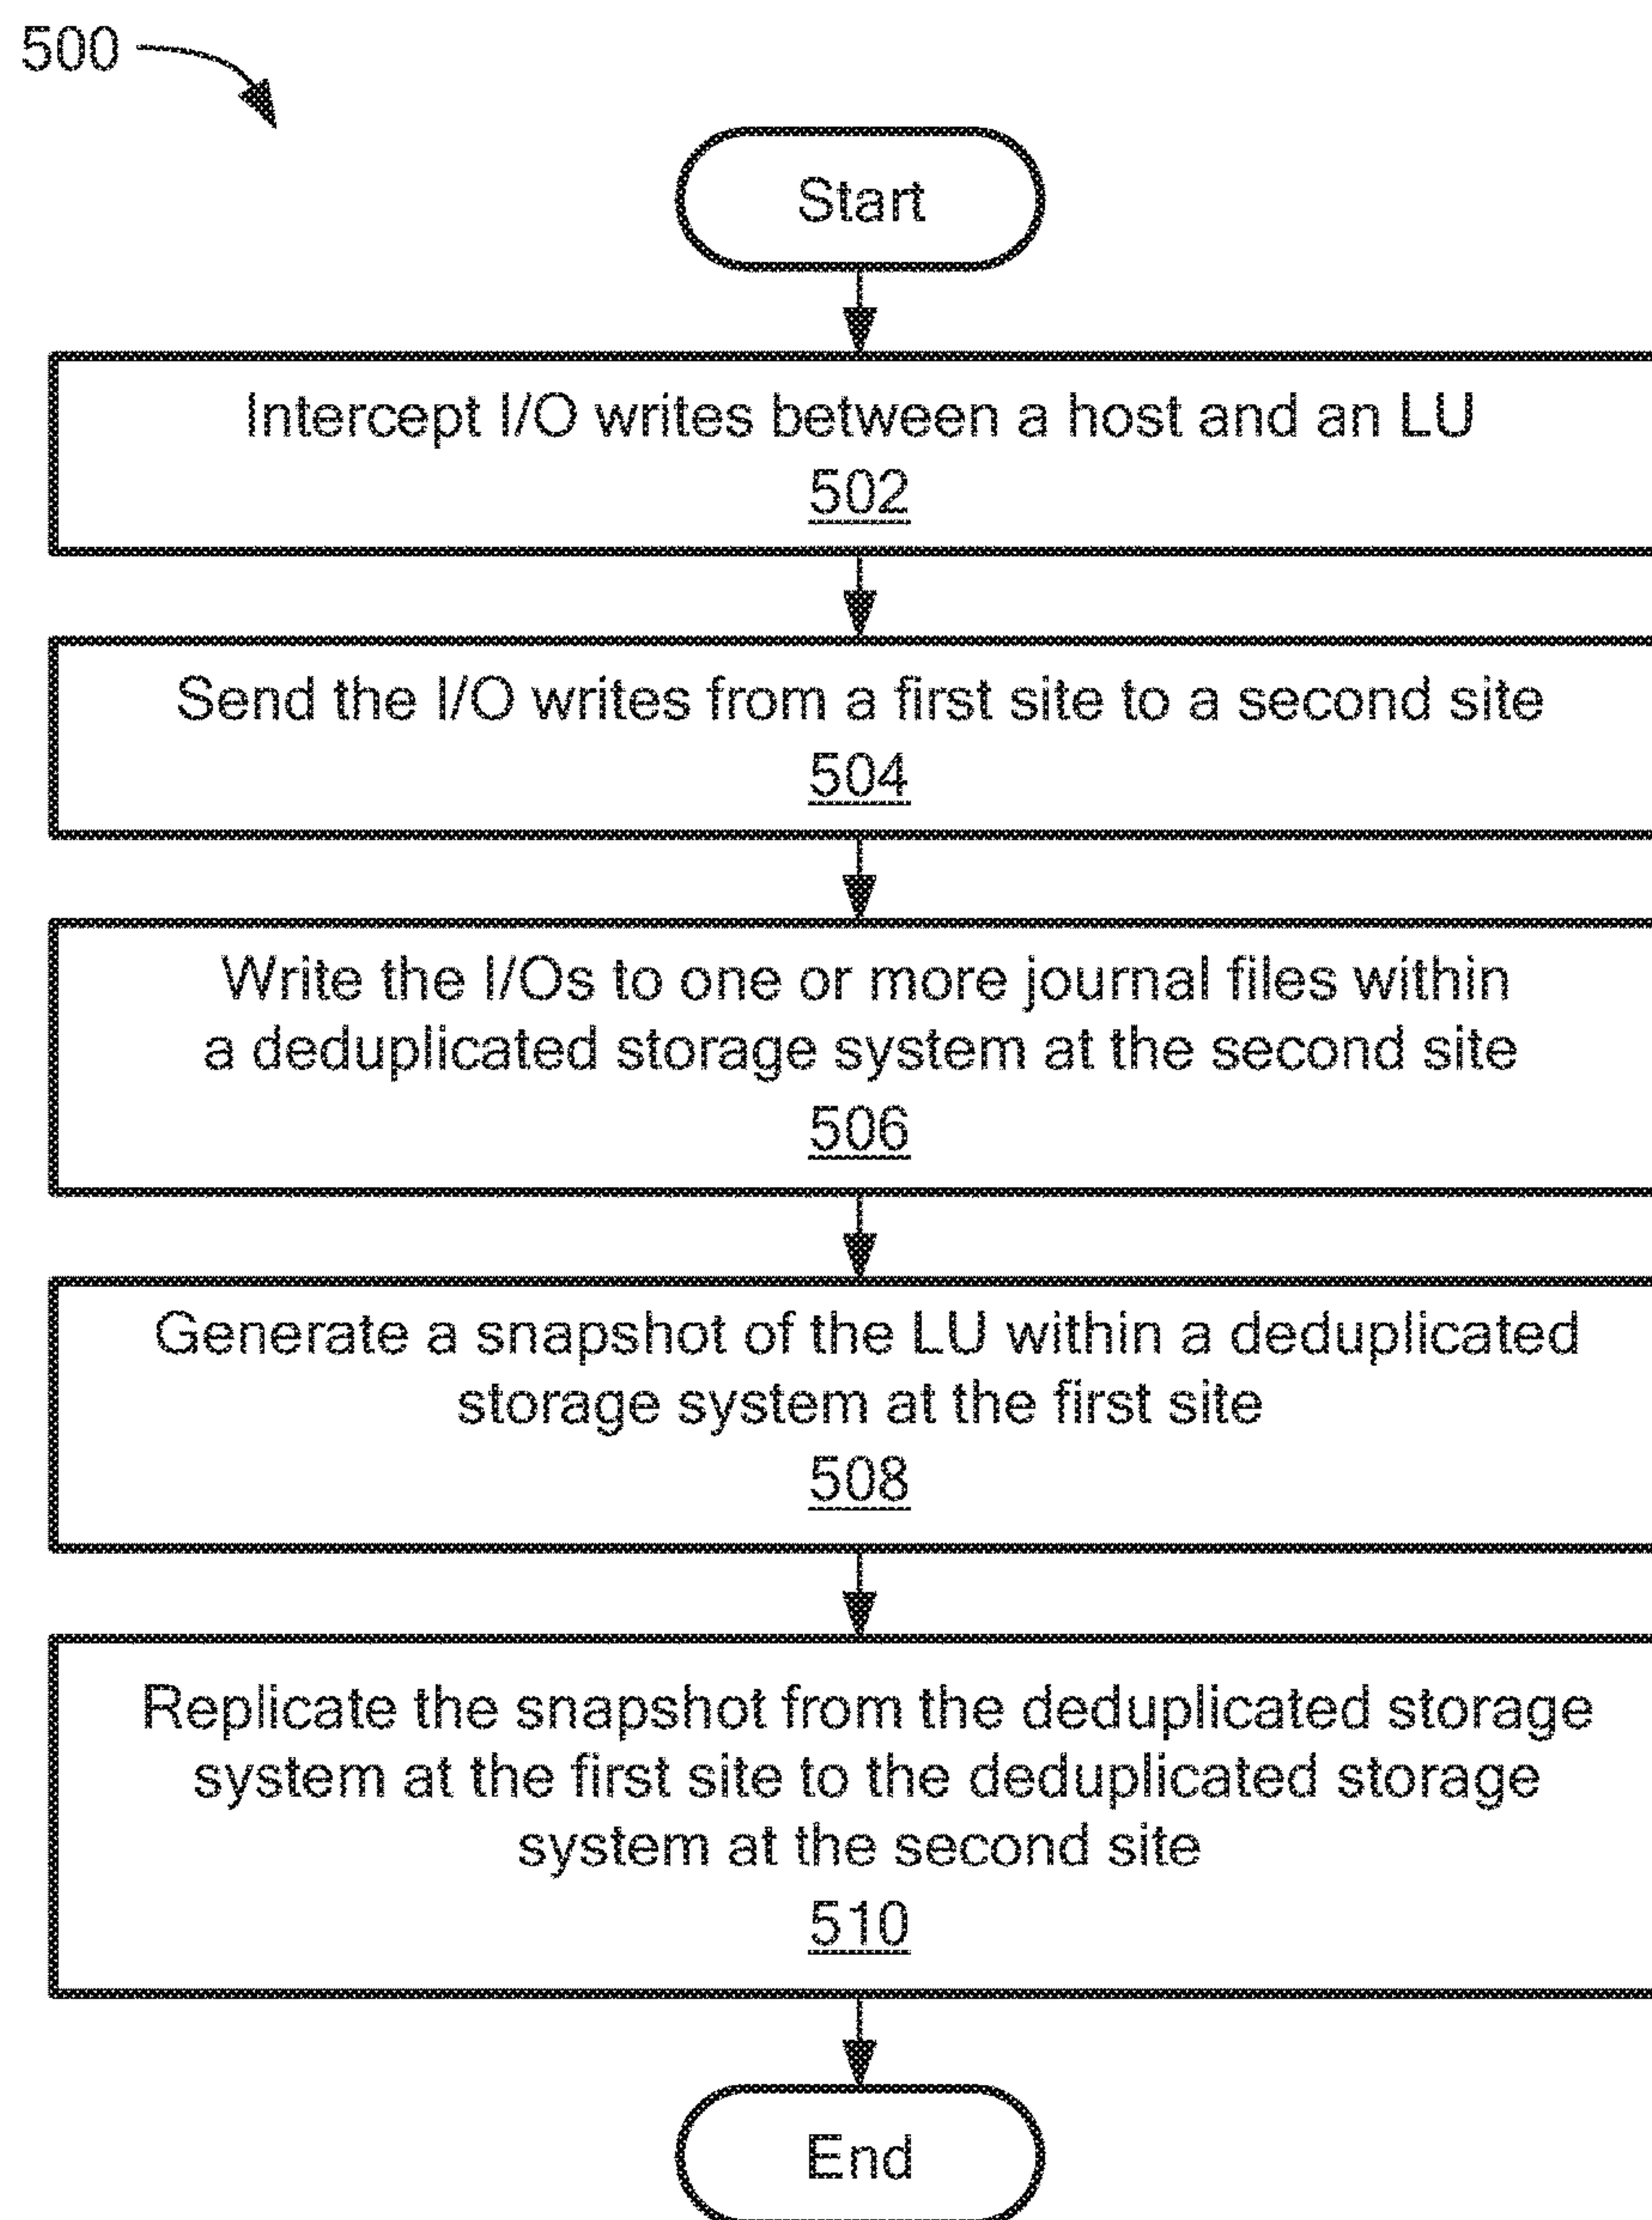 500
Start
Intercept I/O writes between a host and an LU
502
Send the I/O writes from a first site to a second site
504
Write the I/Os to one or more journal files within
a deduplicated storage system at the second site
506
Generate a snapshot of the LU within a deduplicated
storage system at the first site
508
Replicate the snapshot from the deduplicated storage
system at the first site to the deduplicated storage
system at the second site
510
End